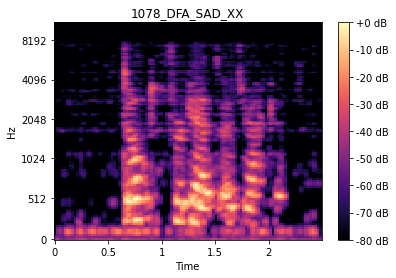 1078_DFA_SAD_XX
8192
4096
2048
1024
512
0
Hz
0 0.5 1 1.5 2
Time
+0 dB
-10 dB
-20 dB
-30 dB
-40 dB
-50 dB
-60 dB
-70 dB
-80 dB